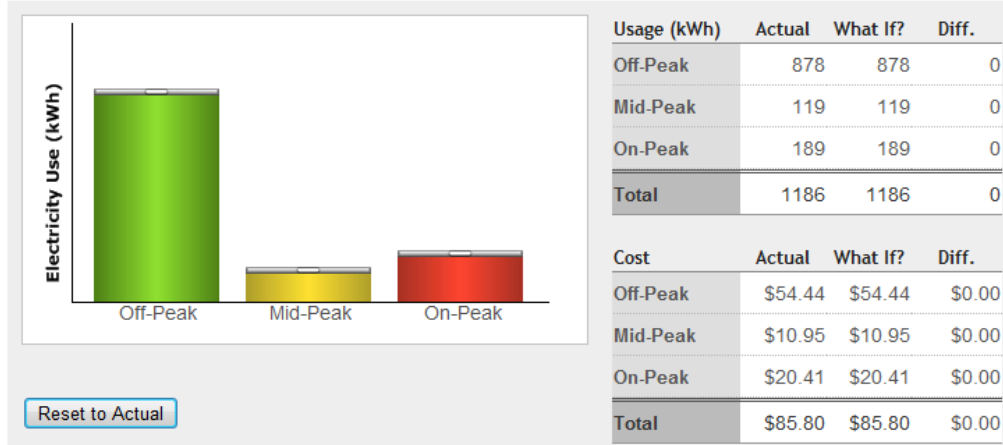 Electricity Use (kWh)
Off-Peak Mid-Peak On-Peak
Reset to Actual
Usage (kWh) Actual What If? Diff.
Off-Peak 878 878 0
Mid-Peak 119 119 0
On-Peak 189 189 0
Total 1186 1186 0
Cost Actual What If? Diff.
Off-Peak $54.44 $54.44 $0.00
Mid-Peak $10.95 $10.95 $0.00
On-Peak $20.41 $20.41 $0.00
Total $85.80 $85.80 $0.00